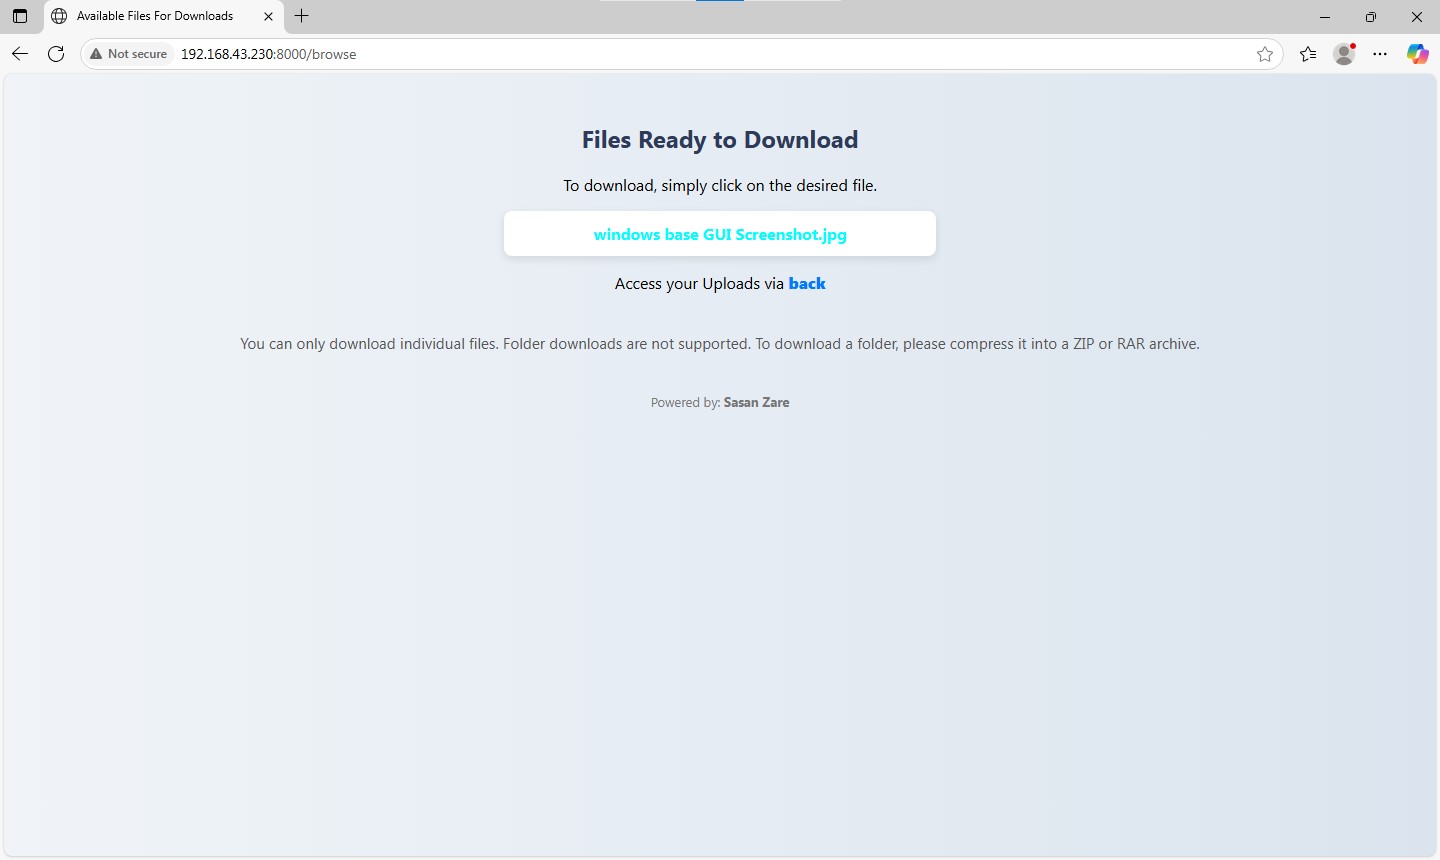 Available Files For Downloads
Not secure
192.168.43.230:8000/browse
Files Ready to Download
To download, simply click on the desired file.
windows base GUI Screenshot.jpg
Access your Uploads via back
You can only download individual files. Folder downloads are not supported. To download a folder, please compress it into a ZIP or RAR archive.
Powered by: Sasan Zare